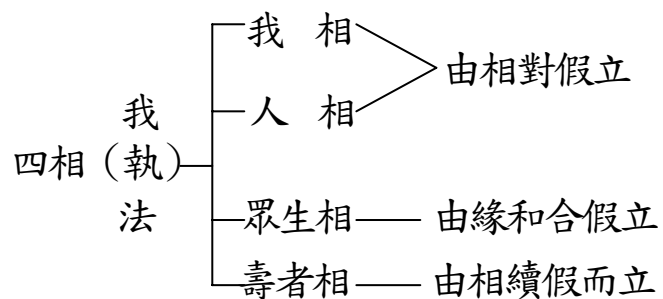 我 相
人 相
由相對假立
我
四相（執）
法
眾生相
由緣和合假立
壽者相
由相續假而立